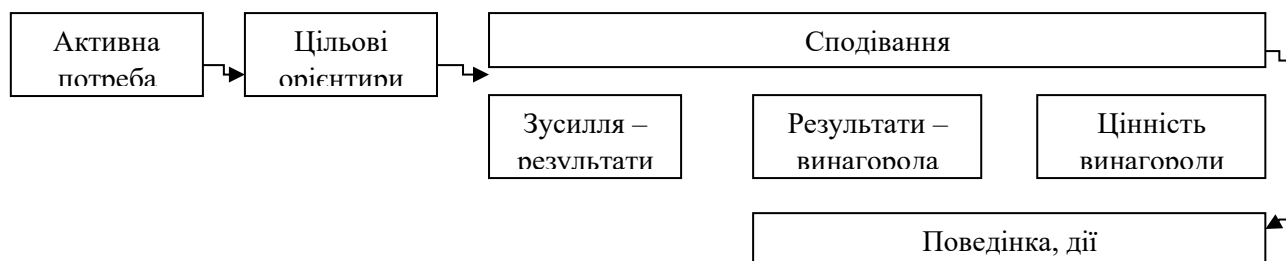 Активна
потреба
Цільові
орієнтири
Сподівання
Зусилля –
результати
Результати –
винагорода
Цінність
винагороди
Поведінка, дії